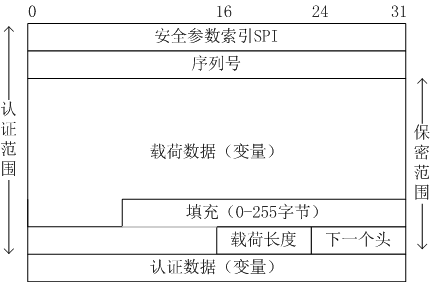 0 16 24 31
安全参数索引SPI
序列号
认证范围
载荷数据（变量）
保密范围
填充（0-255字节）
载荷长度 下一个头
认证数据（变量）